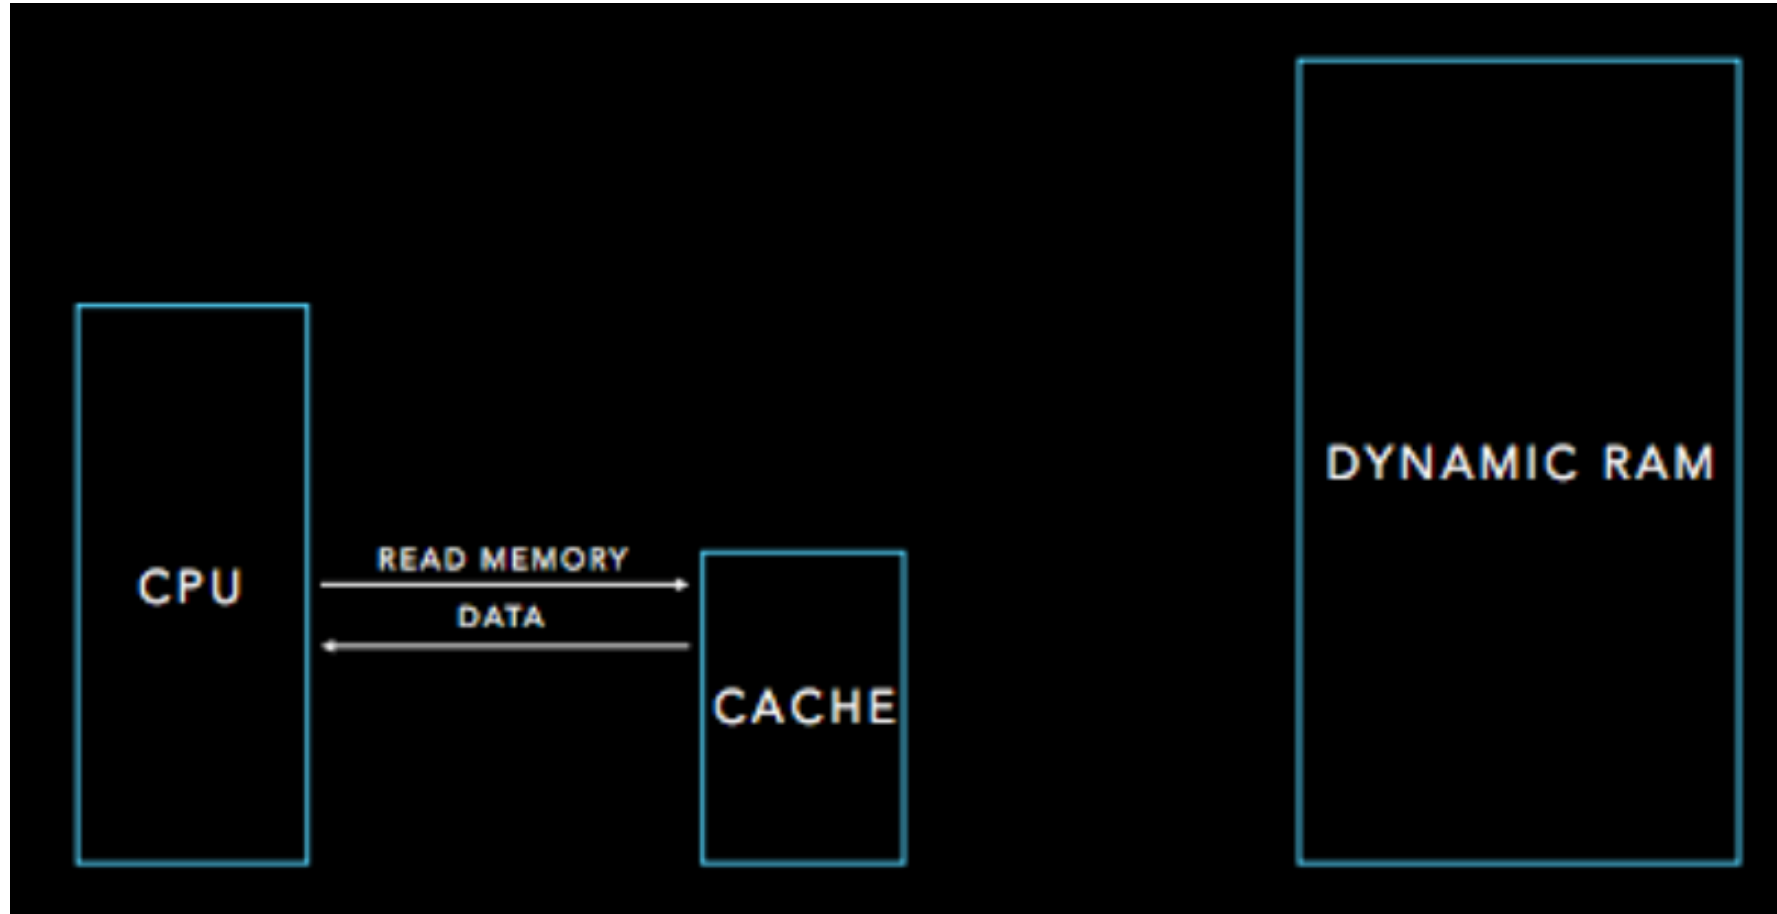 DYNAMIC RAM
READ MEMORY
CPU
DATA
CACHE